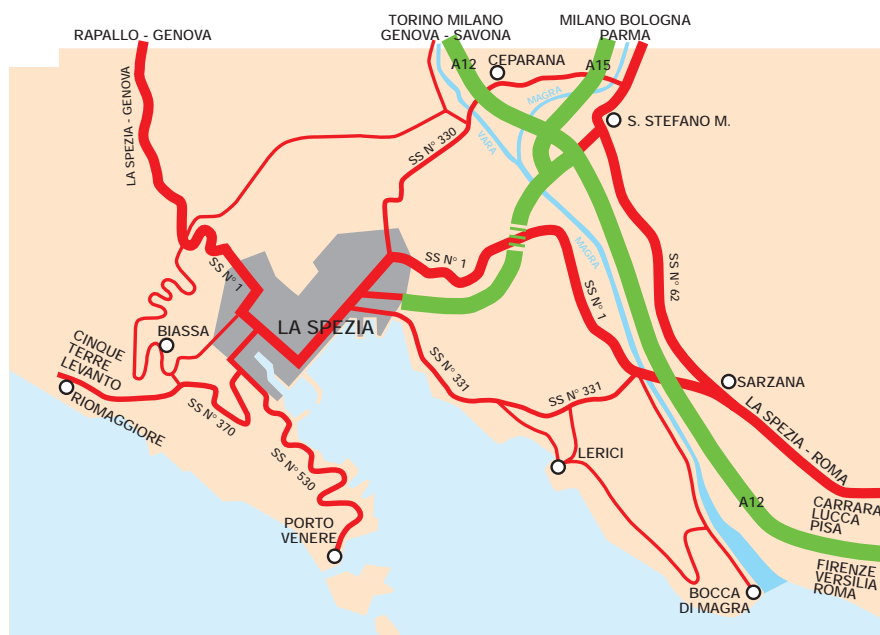 TORINO MILANO
GENOVA - SAVONA
MILANO BOLOGNA
PARMA
RAPALLO - GENOVA
A12
CEPARANA
A15
LA SPEZIA - GENOVA
MAGRA
S. STEFANO M.
VARA
SS N° 330
SS N° 1
SS N° 1
MAGRA
SS N° 62
SS N° 1
LA SPEZIA
BIASSA
CINQUE
TERRE
LEVANTO
RIOMAGGIORE
SS N° 370
SS N° 331
SS N° 331
SARZANA
LA SPEZIA - ROMA
SS N° 530
LERICI
A12
CARRARA
LUCCA
PISA
PORTO
VENERE
FIRENZE
VERSILIA
ROMA
BOCCA
DI MAGRA